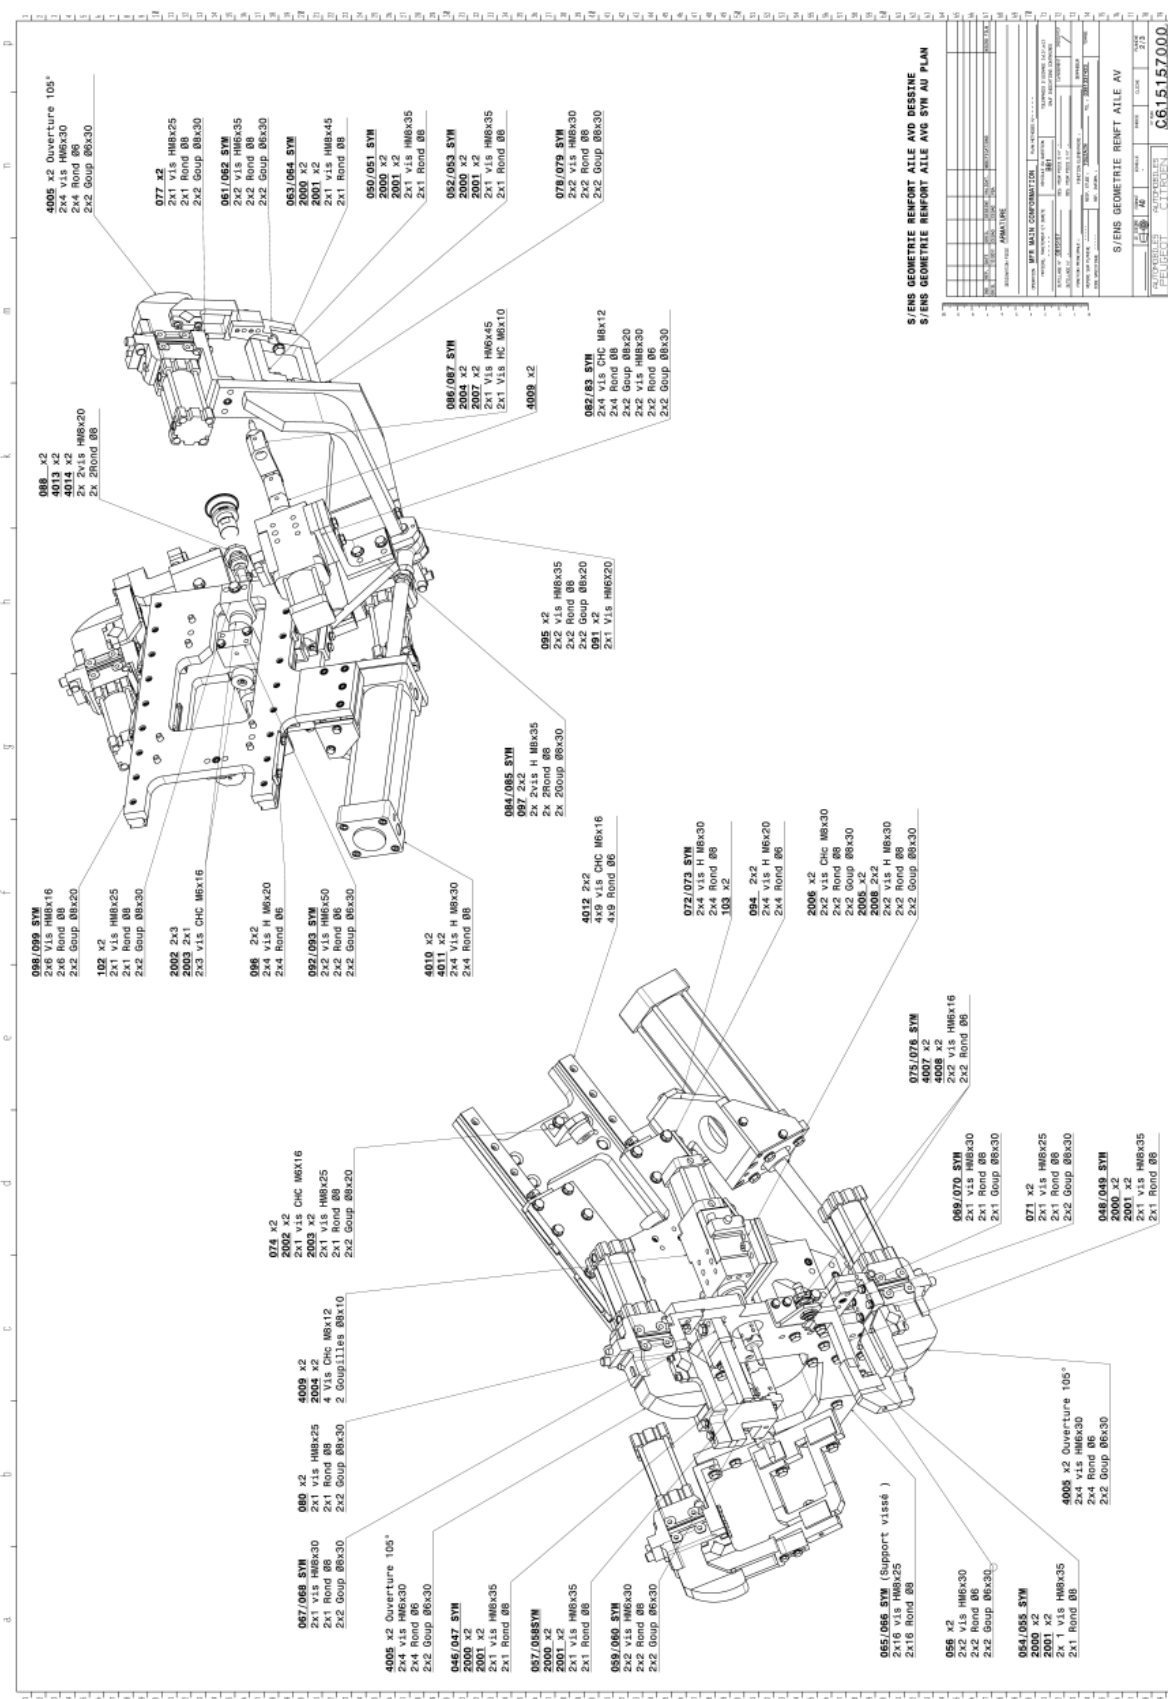 4005 x2 Ouverture 105°
2x4 vis HM6x30
2x4 Rond Ø6
2x2 Goup Ø6x30
077 x2
2x1 vis HM8x25
2x1 Rond Ø8
2x2 Goup Ø8x30
061/062 SYM
2x2 vis HM6x35
2x2 Rond Ø8
2x2 Goup Ø6x30
063/064 SYM
2000 x2
2001 x2
2x1 vis HM8x45
2x1 Rond Ø8
050/051 SYM
2000 x2
2001 x2
2x1 vis HM8x35
2x1 Rond Ø8
052/053 SYM
2000 x2
2001 x2
2x1 vis HM8x35
2x1 Rond Ø8
078/079 SYM
2x2 vis HM8x30
2x2 Rond Ø8
2x2 Goup Ø8x30
088 x2
4013 x2
4014 x2
2x 2vis HM8x20
2x 2Rond Ø8
086/087 SYM
2004 x2
2007 x2
2x1 Vis HM6x45
2x1 Vis HC M6x10
4009 x2
082/83 SYM
2x4 vis CHC M8x12
2x4 Rond Ø8
2x2 Goup Ø8x20
2x2 vis HM8x30
2x2 Rond Ø6
2x2 Goup Ø8x30
095 x2
2x2 vis HM8x35
2x2 Rond Ø8
2x2 Goup Ø8x20
091 x2
2x1 Vis HM6X20
084/085 SYM
097 2x2
2x 2vis H M8x35
2x 2Rond Ø8
2x 2Goup Ø8x30
098/099 SYM
2x6 Vis HM8x16
2x6 Rond Ø8
2x2 Goup Ø8x20
102 x2
2x1 vis HM8x25
2x1 Rond Ø8
2x2 Goup Ø8x30
2002 2x3
2003 2x1
2x3 vis CHC M6x16
096 2x2
2x4 vis H M6x20
2x4 Rond Ø6
092/093 SYM
2x2 vis HM6x50
2x2 Rond Ø6
2x2 Goup Ø6x30
4010 x2
4011 x2
2x4 Vis H M8x30
2x4 Rond Ø8
4012 2x2
4x9 vis CHC M6x16
4x9 Rond Ø6
072/073 SYM
2x4 vis H M8x30
2x4 Rond Ø8
103 x2
094 2x2
2x4 vis H M6x20
2x4 Rond Ø6
2006 x2
2x2 vis CHc M8x30
2x2 Rond Ø8
2x2 Goup Ø8x30
2005 x2
2008 2x2
2x2 vis H M8x30
2x2 Rond Ø8
2x2 Goup Ø8x30
074 x2
2002 x2
2x1 vis CHC M6X16
2003 x2
2x1 vis HM8x25
2x1 Rond Ø8
2x2 Goup Ø8x20
4009 x2
2004 x2
4 Vis CHc M8x12
2 Goupilles Ø8x10
080 x2
2x1 vis HM8x25
2x1 Rond Ø8
2x2 Goup Ø8x30
067/068 SYM
2x1 vis HM8x30
2x1 Rond Ø8
2x2 Goup Ø6x30
4005 x2 Ouverture 105°
2x4 vis HM6x30
2x4 Rond Ø6
2x2 Goup Ø6x30
046/047 SYM
2000 x2
2001 x2
2x1 vis HM8x35
2x1 Rond Ø8
057/058SYM
2000 x2
2001 x2
2x1 vis HM8x35
2x1 Rond Ø8
059/060 SYM
2x2 vis HM6x30
2x2 Rond Ø8
2x2 Goup Ø6x30
075/076 SYM
4007 x2
4008 x2
2x2 vis HM6x16
2x2 Rond Ø6
069/070 SYM
2x1 vis HM8x30
2x1 Rond Ø8
2x1 Goup Ø8x30
071 x2
2x1 vis HM8x25
2x1 Rond Ø8
2x2 Goup Ø8x30
048/049 SYM
2000 x2
2001 x2
2x1 vis HM8x35
2x1 Rond Ø8
4005 x2 Ouverture 105°
2x4 vis HM6x30
2x4 Rond Ø6
2x2 Goup Ø6x30
065/066 SYM (Support vissé )
2x16 vis HM8x25
2x16 Rond Ø8
056 x2
2x2 vis HM6x30
2x2 Rond Ø6
2x2 Goup Ø6x30
054/055 SYM
2000 x2
2001 x2
2x 1 vis HM8x35
2x1 Rond Ø8
S/ENS GEOMETRIE RENFORT AILE AVD DESSINE
S/ENS GEOMETRIE RENFORT AILE AVG SYM AU PLAN
ARMATURE
MFR MAIN CONFORMATION
S/ENS GEOMETRIE RENFT AILE AV
A0
2/3
AUTOMOBILES PEUGEOT
AUTOMOBILES CITROEN
C615157000